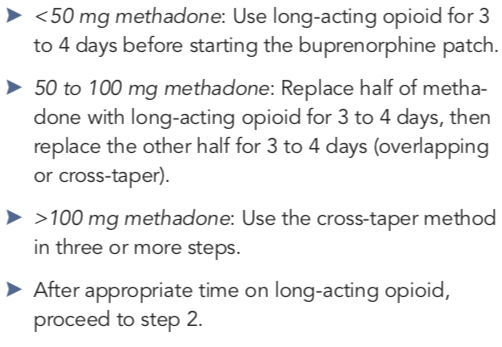 ➤ <50 mg methadone: Use long-acting opioid for 3
to 4 days before starting the buprenorphine patch.
➤ 50 to 100 mg methadone: Replace half of metha-
done with long-acting opioid for 3 to 4 days, then
replace the other half for 3 to 4 days (overlapping
or cross-taper).
➤ >100 mg methadone: Use the cross-taper method
in three or more steps.
➤ After appropriate time on long-acting opioid,
proceed to step 2.